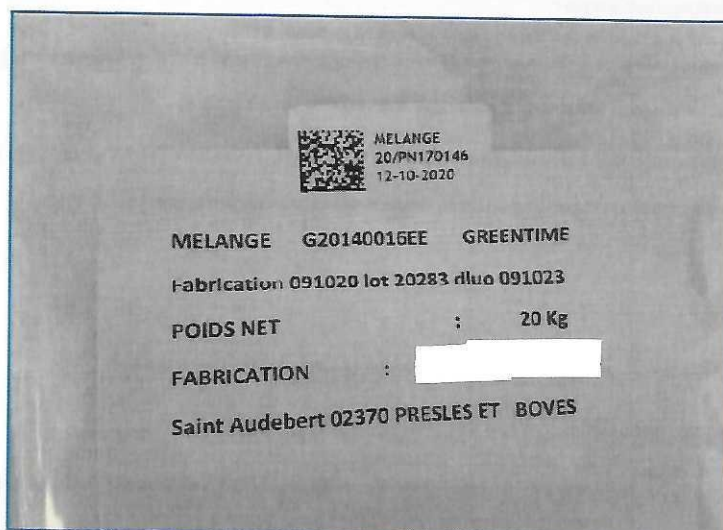 MELANGE
20/PN170146
12-10-2020
MELANGE G20140016EE GREENTIME
Fabrication 091020 lot 20283 dluo 091023
POIDS NET : 20 Kg
FABRICATION :
Saint Audebert 02370 PRESLES ET BOVES